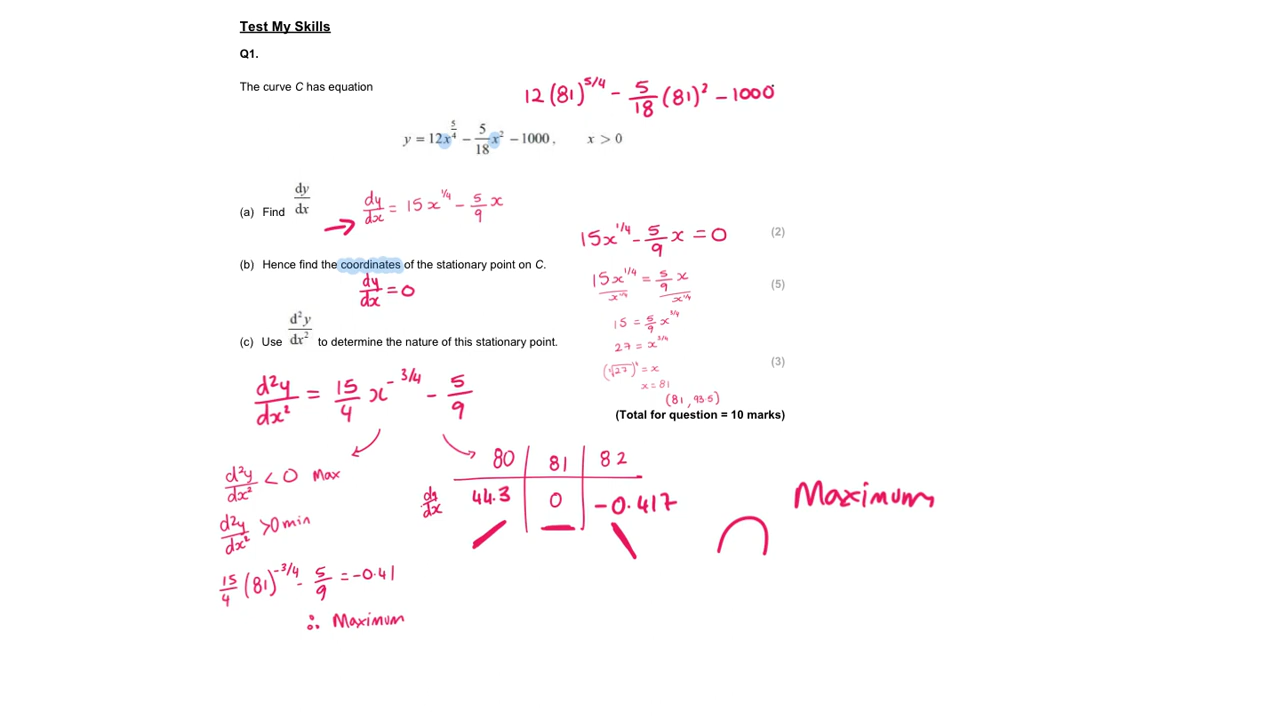 Test My Skills
Q1.
The curve C has equation
12(81)^5/4 − 5/18 (81)² − 1000
y = 12x^5/4 − 5/18 x² − 1000,   x > 0
(a) Find dy/dx
dy/dx = 15x^1/4 − 5/9 x
15x^1/4 − 5/9 x = 0
(2)
(b) Hence find the coordinates of the stationary point on C.
dy/dx = 0
15x^1/4 = 5/9 x
x^1/4   x^1/4
(5)
15 = 5/9 x^3/4
27 = x^3/4
(c) Use d²y/dx² to determine the nature of this stationary point.
(3)
(∛27)⁴ = x
x = 81
(81, 93.5)
(Total for question = 10 marks)
d²y/dx² = 15/4 x^−3/4 − 5/9
80 | 81 | 82
dy/dx 44.3 | 0 | −0.417
Maximum
d²y/dx² < 0 Max
d²y/dx² > 0 min
15/4 (81)^−3/4 − 5/9 = −0.41
∴ Maximum